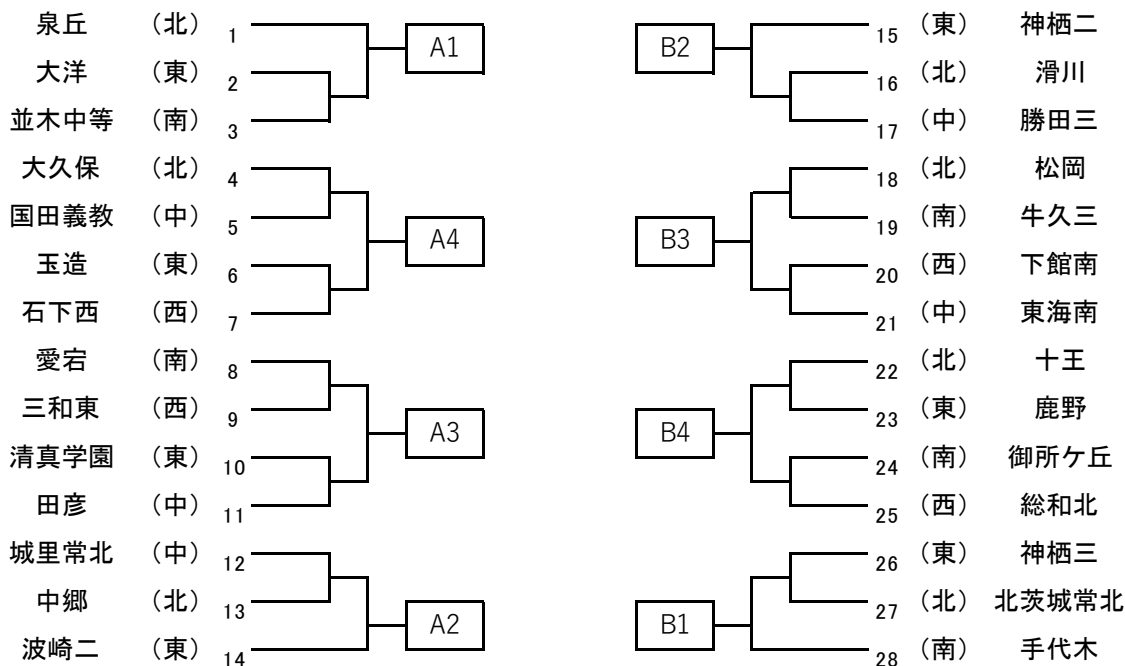 泉丘 （北） 1
A1
大洋 （東） 2
並木中等 （南） 3
大久保 （北） 4
国田義教 （中） 5
A4
玉造 （東） 6
石下西 （西） 7
愛宕 （南） 8
三和東 （西） 9
A3
清真学園 （東） 10
田彦 （中） 11
城里常北 （中） 12
中郷 （北） 13
A2
波崎二 （東） 14
15 （東） 神栖二
B2
16 （北） 滑川
17 （中） 勝田三
18 （北） 松岡
19 （南） 牛久三
B3
20 （西） 下館南
21 （中） 東海南
22 （北） 十王
23 （東） 鹿野
B4
24 （南） 御所ケ丘
25 （西） 総和北
26 （東） 神栖三
27 （北） 北茨城常北
B1
28 （南） 手代木